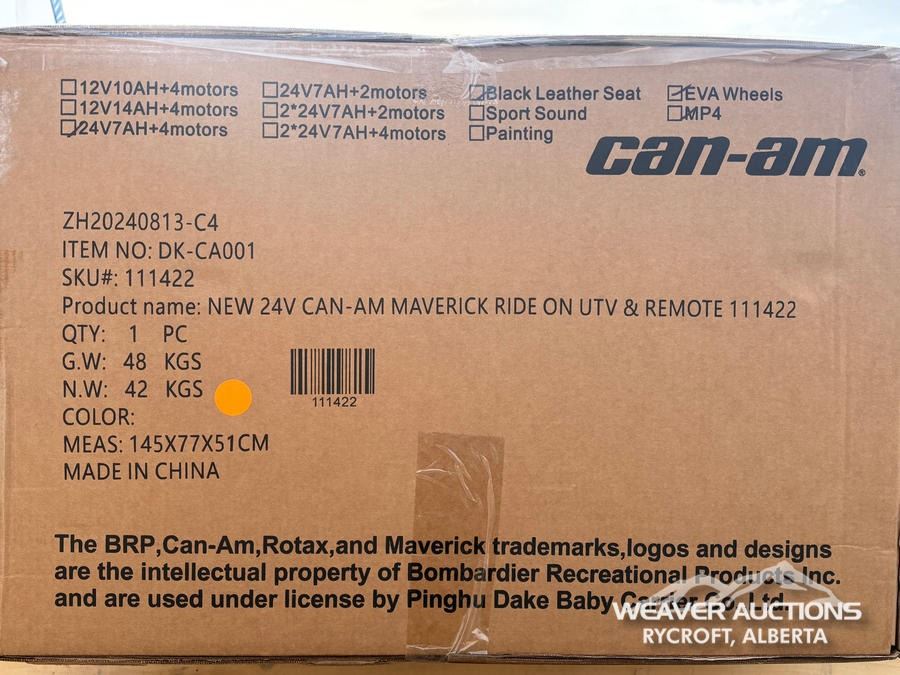 12V10AH+4motors
12V14AH+4motors
24V7AH+4motors
24V7AH+2motors
2*24V7AH+2motors
2*24V7AH+4motors
Black Leather Seat
Sport Sound
Painting
EVA Wheels
MP4
can-am®
ZH20240813-C4
ITEM NO: DK-CA001
SKU#: 111422
Product name: NEW 24V CAN-AM MAVERICK RIDE ON UTV & REMOTE 111422
QTY: 1 PC
G.W: 48 KGS
N.W: 42 KGS
111422
COLOR:
MEAS: 145X77X51CM
MADE IN CHINA
The BRP,Can-Am,Rotax,and Maverick trademarks,logos and designs
are the intellectual property of Bombardier Recreational Products Inc.
and are used under license by Pinghu Dake Baby Carrier Co.,Ltd.
WEAVER AUCTIONS
RYCROFT, ALBERTA